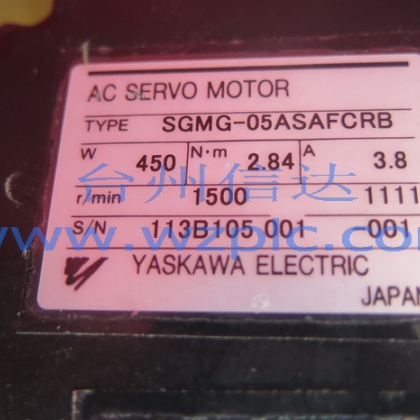 AC SERVO MOTOR
TYPE SGMG-05ASAFCRB
W 450 N·m 2.84 A 3.8
r/min 1500 1111
台州信达
S/N 113B105 001 -001
www.wzplc.com
YASKAWA ELECTRIC
JAPAN